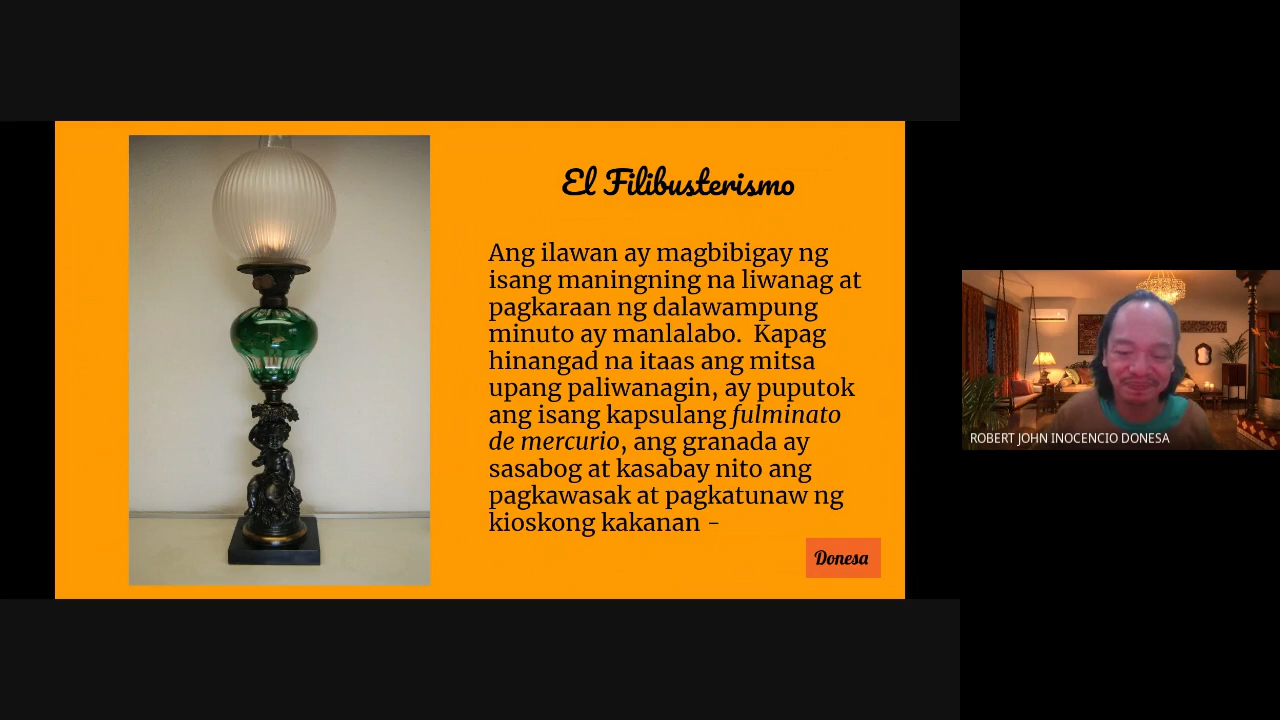 El Filibusterismo
Ang ilawan ay magbibigay ng
isang maningning na liwanag at
pagkaraan ng dalawampung
minuto ay manlalabo.  Kapag
hinangad na itaas ang mitsa
upang paliwanagin, ay puputok
ang isang kapsulang fulminato
de mercurio, ang granada ay
sasabog at kasabay nito ang
pagkawasak at pagkatunaw ng
kioskong kakanan -
Donesa
ROBERT JOHN INOCENCIO DONESA